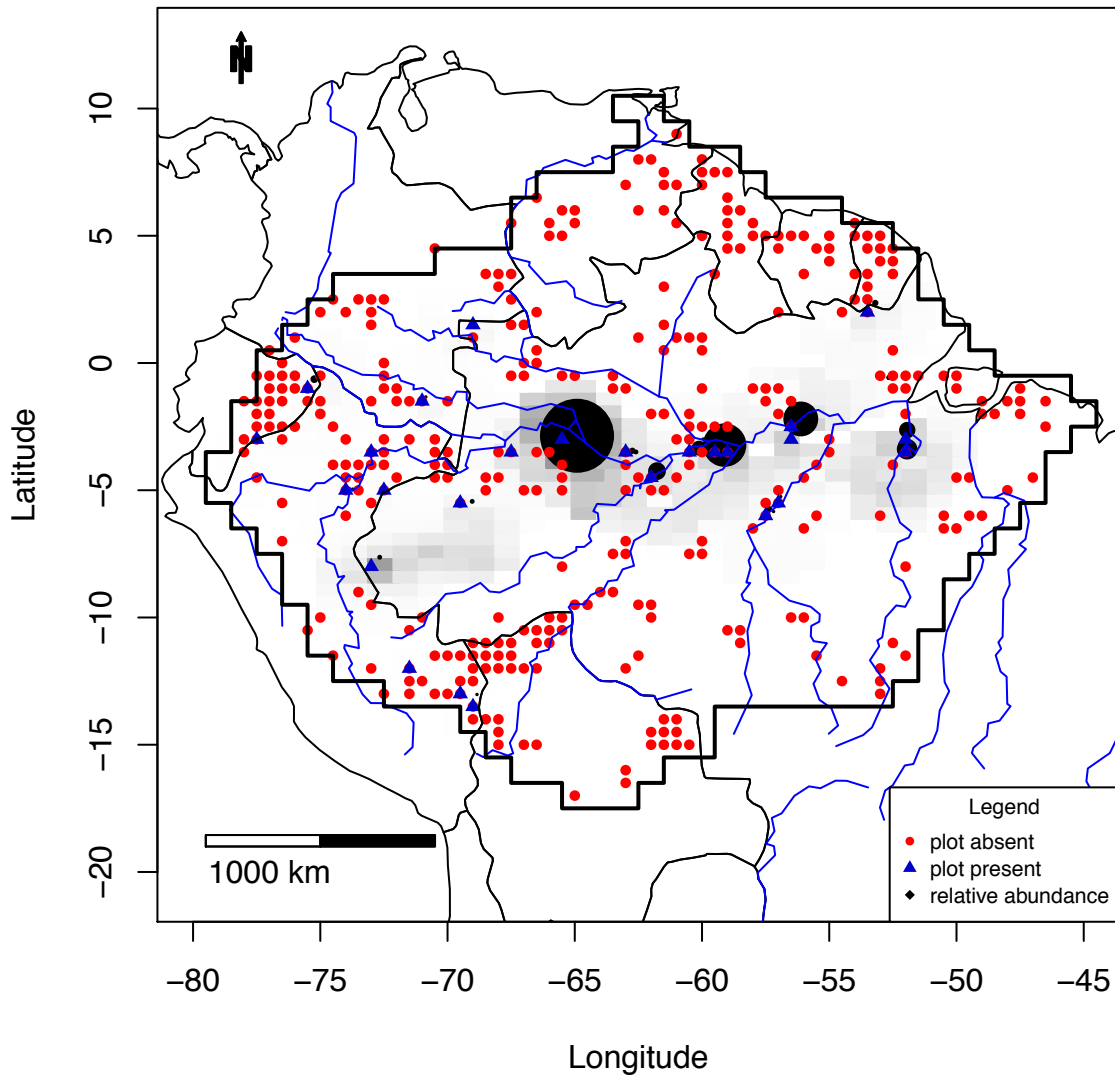 N
10
5
0
−5
−10
−15
−20
Latitude
1000 km
Legend
plot absent
plot present
relative abundance
−80 −75 −70 −65 −60 −55 −50 −45
Longitude